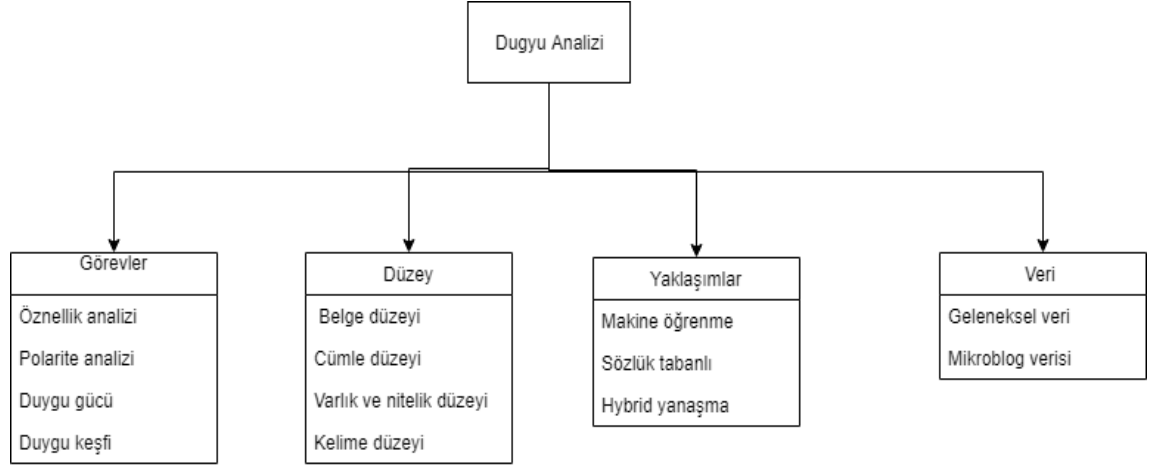 Dugyu Analizi
Görevler
Öznellik analizi
Polarite analizi
Duygu gücü
Duygu keşfi
Düzey
Belge düzeyi
Cümle düzeyi
Varlık ve nitelik düzeyi
Kelime düzeyi
Yaklaşımlar
Makine öğrenme
Sözlük tabanlı
Hybrid yanaşma
Veri
Geleneksel veri
Mikroblog verisi